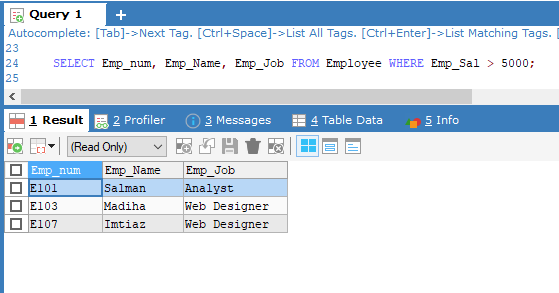 Query 1 +
Autocomplete: [Tab]->Next Tag. [Ctrl+Space]->List All Tags. [Ctrl+Enter]->List Matching Tags. [
23
24 SELECT Emp_num, Emp_Name, Emp_Job FROM Employee WHERE Emp_Sal > 5000;
25
1 Result 2 Profiler 3 Messages 4 Table Data 5 Info
(Read Only)
Emp_num Emp_Name Emp_Job
E101 Salman Analyst
E103 Madiha Web Designer
E107 Imtiaz Web Designer